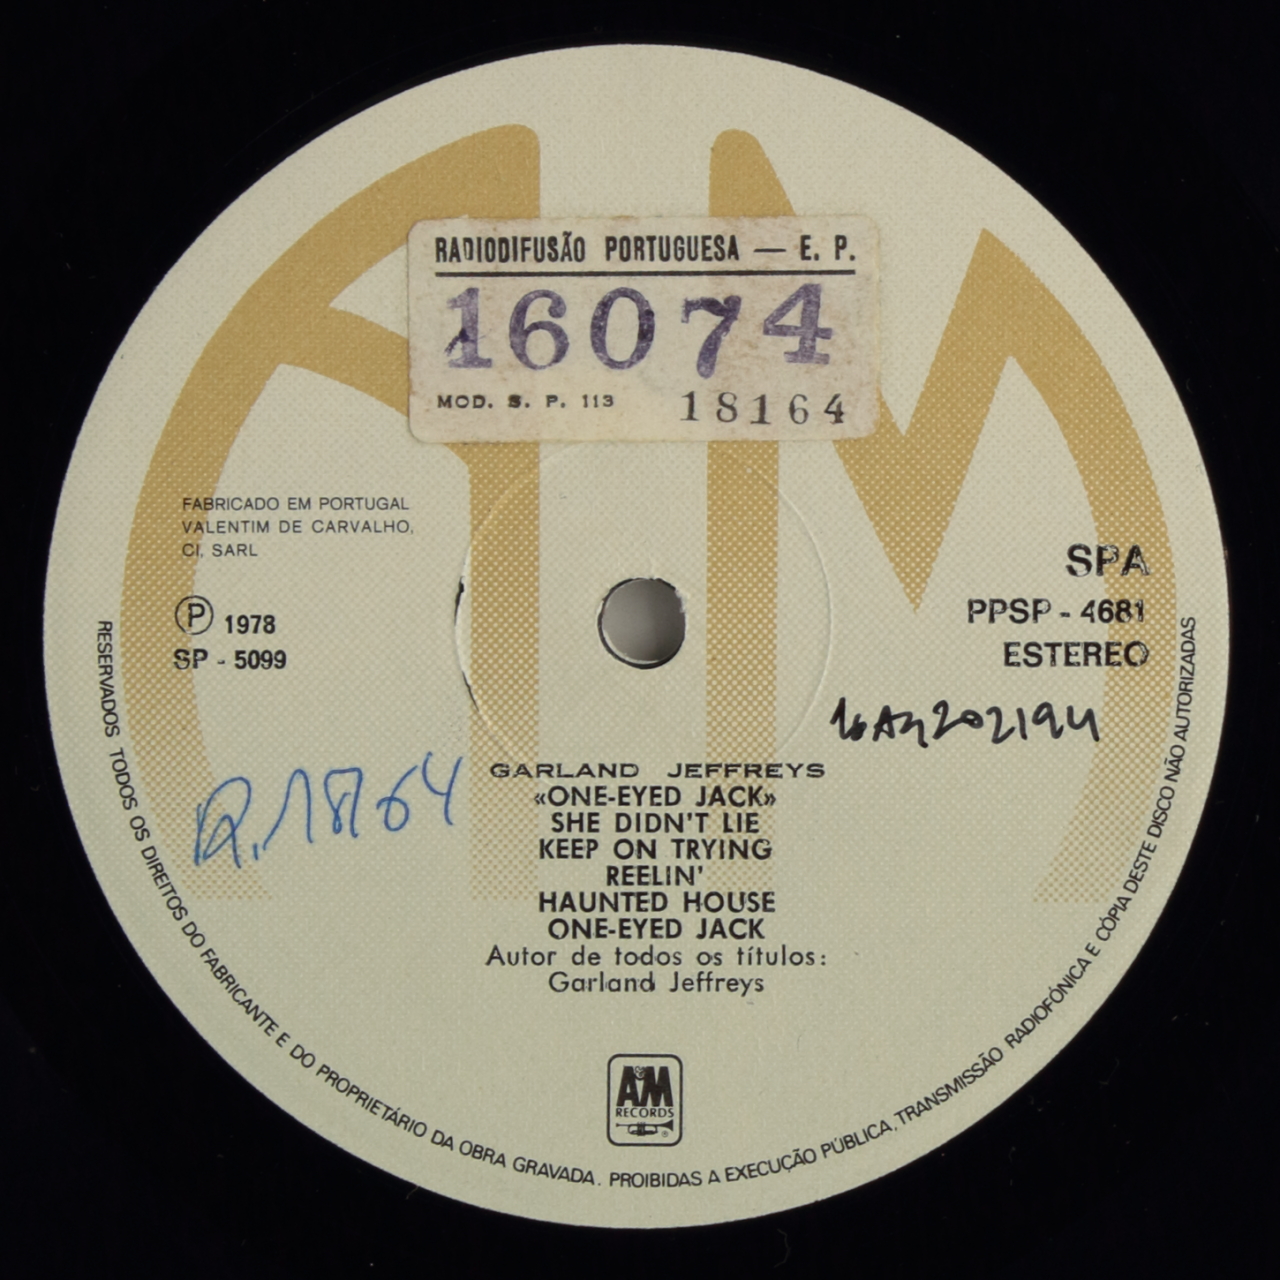 RADIODIFUSÃO PORTUGUESA — E. P.
16074
MOD. S. P. 113 18164
FABRICADO EM PORTUGAL
VALENTIM DE CARVALHO,
CI, SARL
Ⓟ 1978
SP - 5099
SPA
PPSP - 4681
ESTEREO
GARLAND JEFFREYS
«ONE-EYED JACK»
SHE DIDN'T LIE
KEEP ON TRYING
REELIN'
HAUNTED HOUSE
ONE-EYED JACK
Autor de todos os títulos:
Garland Jeffreys
A&M
RECORDS
®
RESERVADOS TODOS OS DIREITOS DO FABRICANTE E DO PROPRIETÁRIO DA OBRA GRAVADA. PROIBIDAS A EXECUÇÃO PÚBLICA, TRANSMISSÃO RADIOFÓNICA E CÓPIA DESTE DISCO NÃO AUTORIZADAS